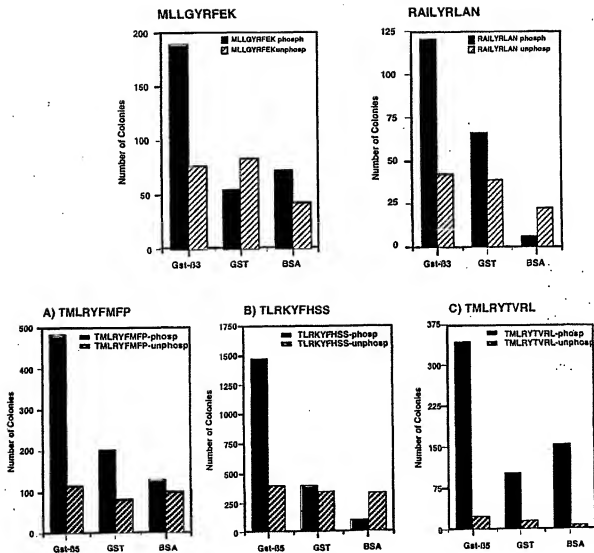 MLLGYRFEK
Number of Colonies
200
150
100
50
0
MLLGYRFEK phosph
MLLGYRFEKunphosp
Gst-ß3 GST BSA
RAILYRLAN
Number of Colonies
125
100
75
50
25
0
RAILYRLAN phosph
RAILYRLAN unphosp
Gst-ß3 GST BSA
A) TMLRYFMFP
Number of Colonies
500
400
300
200
100
0
TMLRYFMFP-phosp
TMLRYFMFP-unphosp
Gst-ß5 GST BSA
B) TLRKYFHSS
Number of Colonies
1750
1500
1250
1000
750
500
250
0
TLRKYFHSS-phosp
TLRKYFHSS-unphosp
Gst-ß5 GST BSA
C) TMLRYTVRL
Number of Colonies
375
300
225
150
75
0
TMLRYTVRL-phosp
TMLRYTVRL-unphosp
Gst-ß5 GST BSA